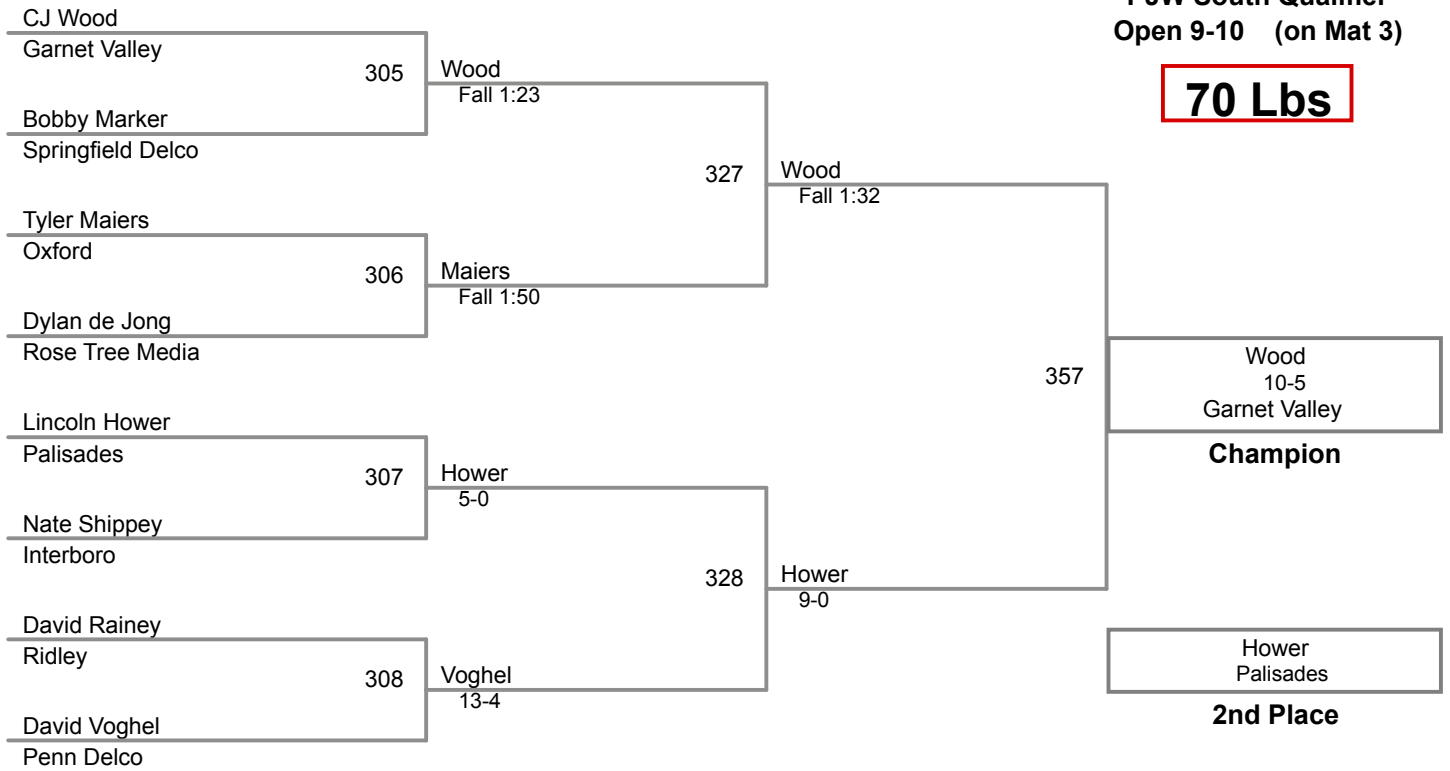 South
Open 9-10 (on Mat 3)
70 Lbs
CJ Wood
Garnet Valley
305
Wood
Fall 1:23
Bobby Marker
Springfield Delco
327
Wood
Fall 1:32
Tyler Maiers
Oxford
306
Maiers
Fall 1:50
Dylan de Jong
Rose Tree Media
357
Wood
10-5
Garnet Valley
Champion
Lincoln Hower
Palisades
307
Hower
5-0
Nate Shippey
Interboro
328
Hower
9-0
David Rainey
Ridley
308
Voghel
13-4
David Voghel
Penn Delco
Hower
Palisades
2nd Place